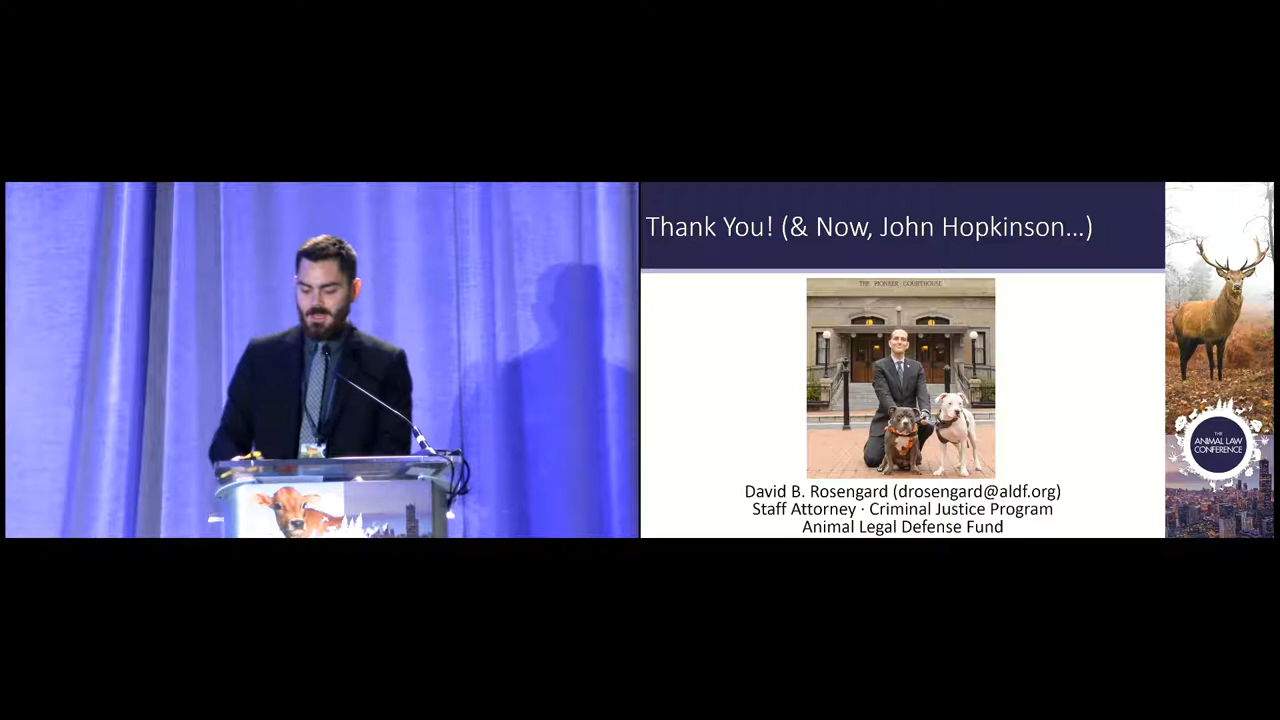 Thank You! (& Now, John Hopkinson...)
THE PIONEER COURTHOUSE
David B. Rosengard (drosengard@aldf.org)
Staff Attorney · Criminal Justice Program
Animal Legal Defense Fund
THE
ANIMAL LAW
CONFERENCE